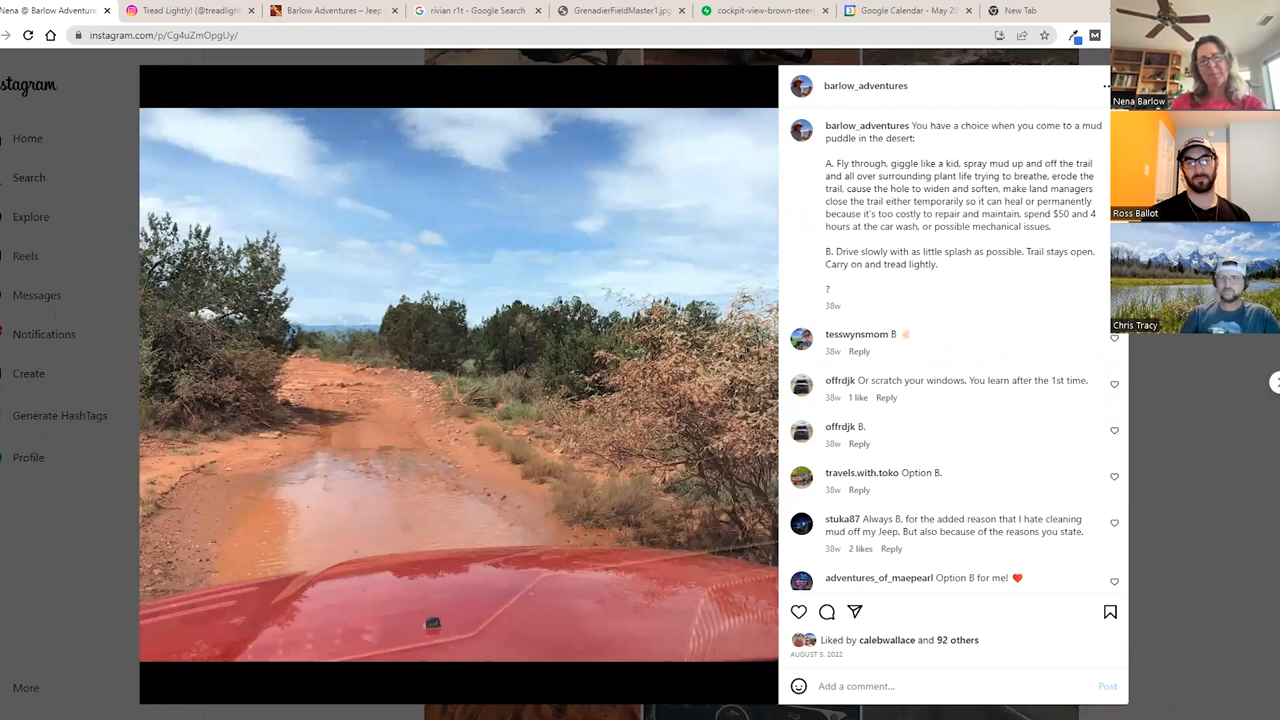 Nena @ Barlow Adventure
Tread Lightly! (@treadligh
Barlow Adventures – Jeep
rivian r1t - Google Search
GrenadierFieldMaster1.jpg
cockpit-view-brown-steer
Google Calendar - May 20
New Tab
instagram.com/p/Cg4uZmOpgUy/
stagram
Home
Search
Explore
Reels
Messages
Notifications
Create
Generate HashTags
Profile
More
barlow_adventures
barlow_adventures You have a choice when you come to a mud
puddle in the desert:
A. Fly through, giggle like a kid, spray mud up and off the trail
and all over surrounding plant life trying to breathe, erode the
trail, cause the hole to widen and soften, make land managers
close the trail either temporarily so it can heal or permanently
because it's too costly to repair and maintain, spend $50 and 4
hours at the car wash, or possible mechanical issues.
B. Drive slowly with as little splash as possible. Trail stays open.
Carry on and tread lightly.
?
38w
tesswynsmom B ✌🏻
38w Reply
offrdjk Or scratch your windows. You learn after the 1st time.
38w 1 like Reply
offrdjk B.
38w Reply
travels.with.toko Option B.
38w Reply
stuka87 Always B, for the added reason that I hate cleaning
mud off my Jeep. But also because of the reasons you state.
38w 2 likes Reply
adventures_of_maepearl Option B for me! ❤️
Liked by calebwallace and 92 others
AUGUST 5, 2022
Add a comment...
Post
Nena Barlow
Ross Ballot
Chris Tracy